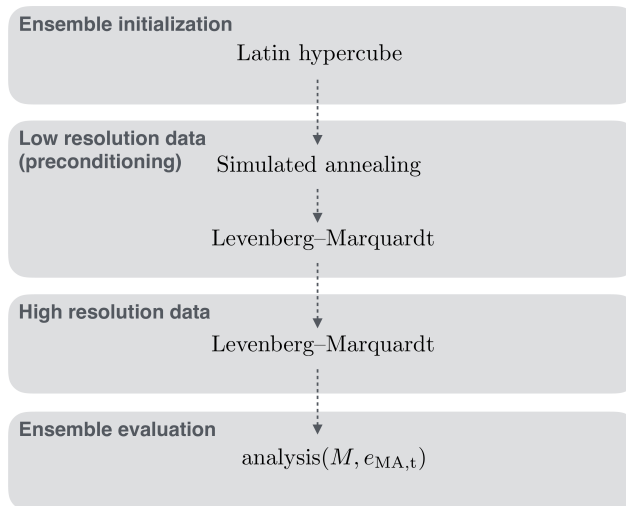 Ensemble initialization
Latin hypercube
Low resolution data
(preconditioning)
Simulated annealing
Levenberg–Marquardt
High resolution data
Levenberg–Marquardt
Ensemble evaluation
analysis(M, e_MA,t)